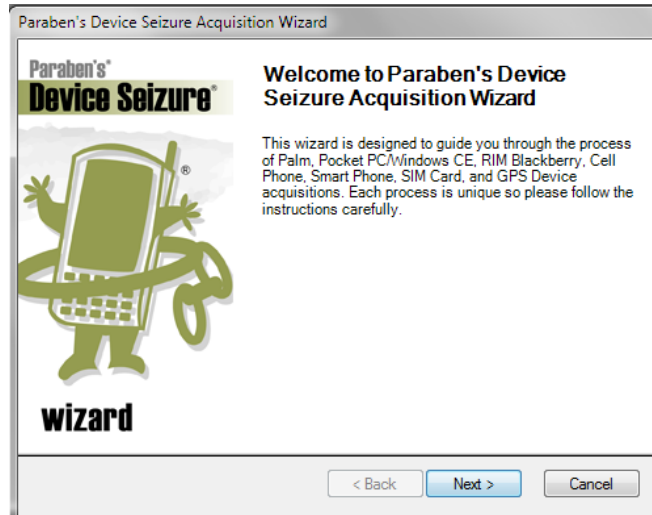 Paraben's Device Seizure Acquisition Wizard
Paraben's®
Device Seizure®
Welcome to Paraben's Device
Seizure Acquisition Wizard
This wizard is designed to guide you through the process
of Palm, Pocket PC/Windows CE, RIM Blackberry, Cell
Phone, Smart Phone, SIM Card, and GPS Device
acquisitions. Each process is unique so please follow the
instructions carefully.
®
wizard
< Back
Next >
Cancel